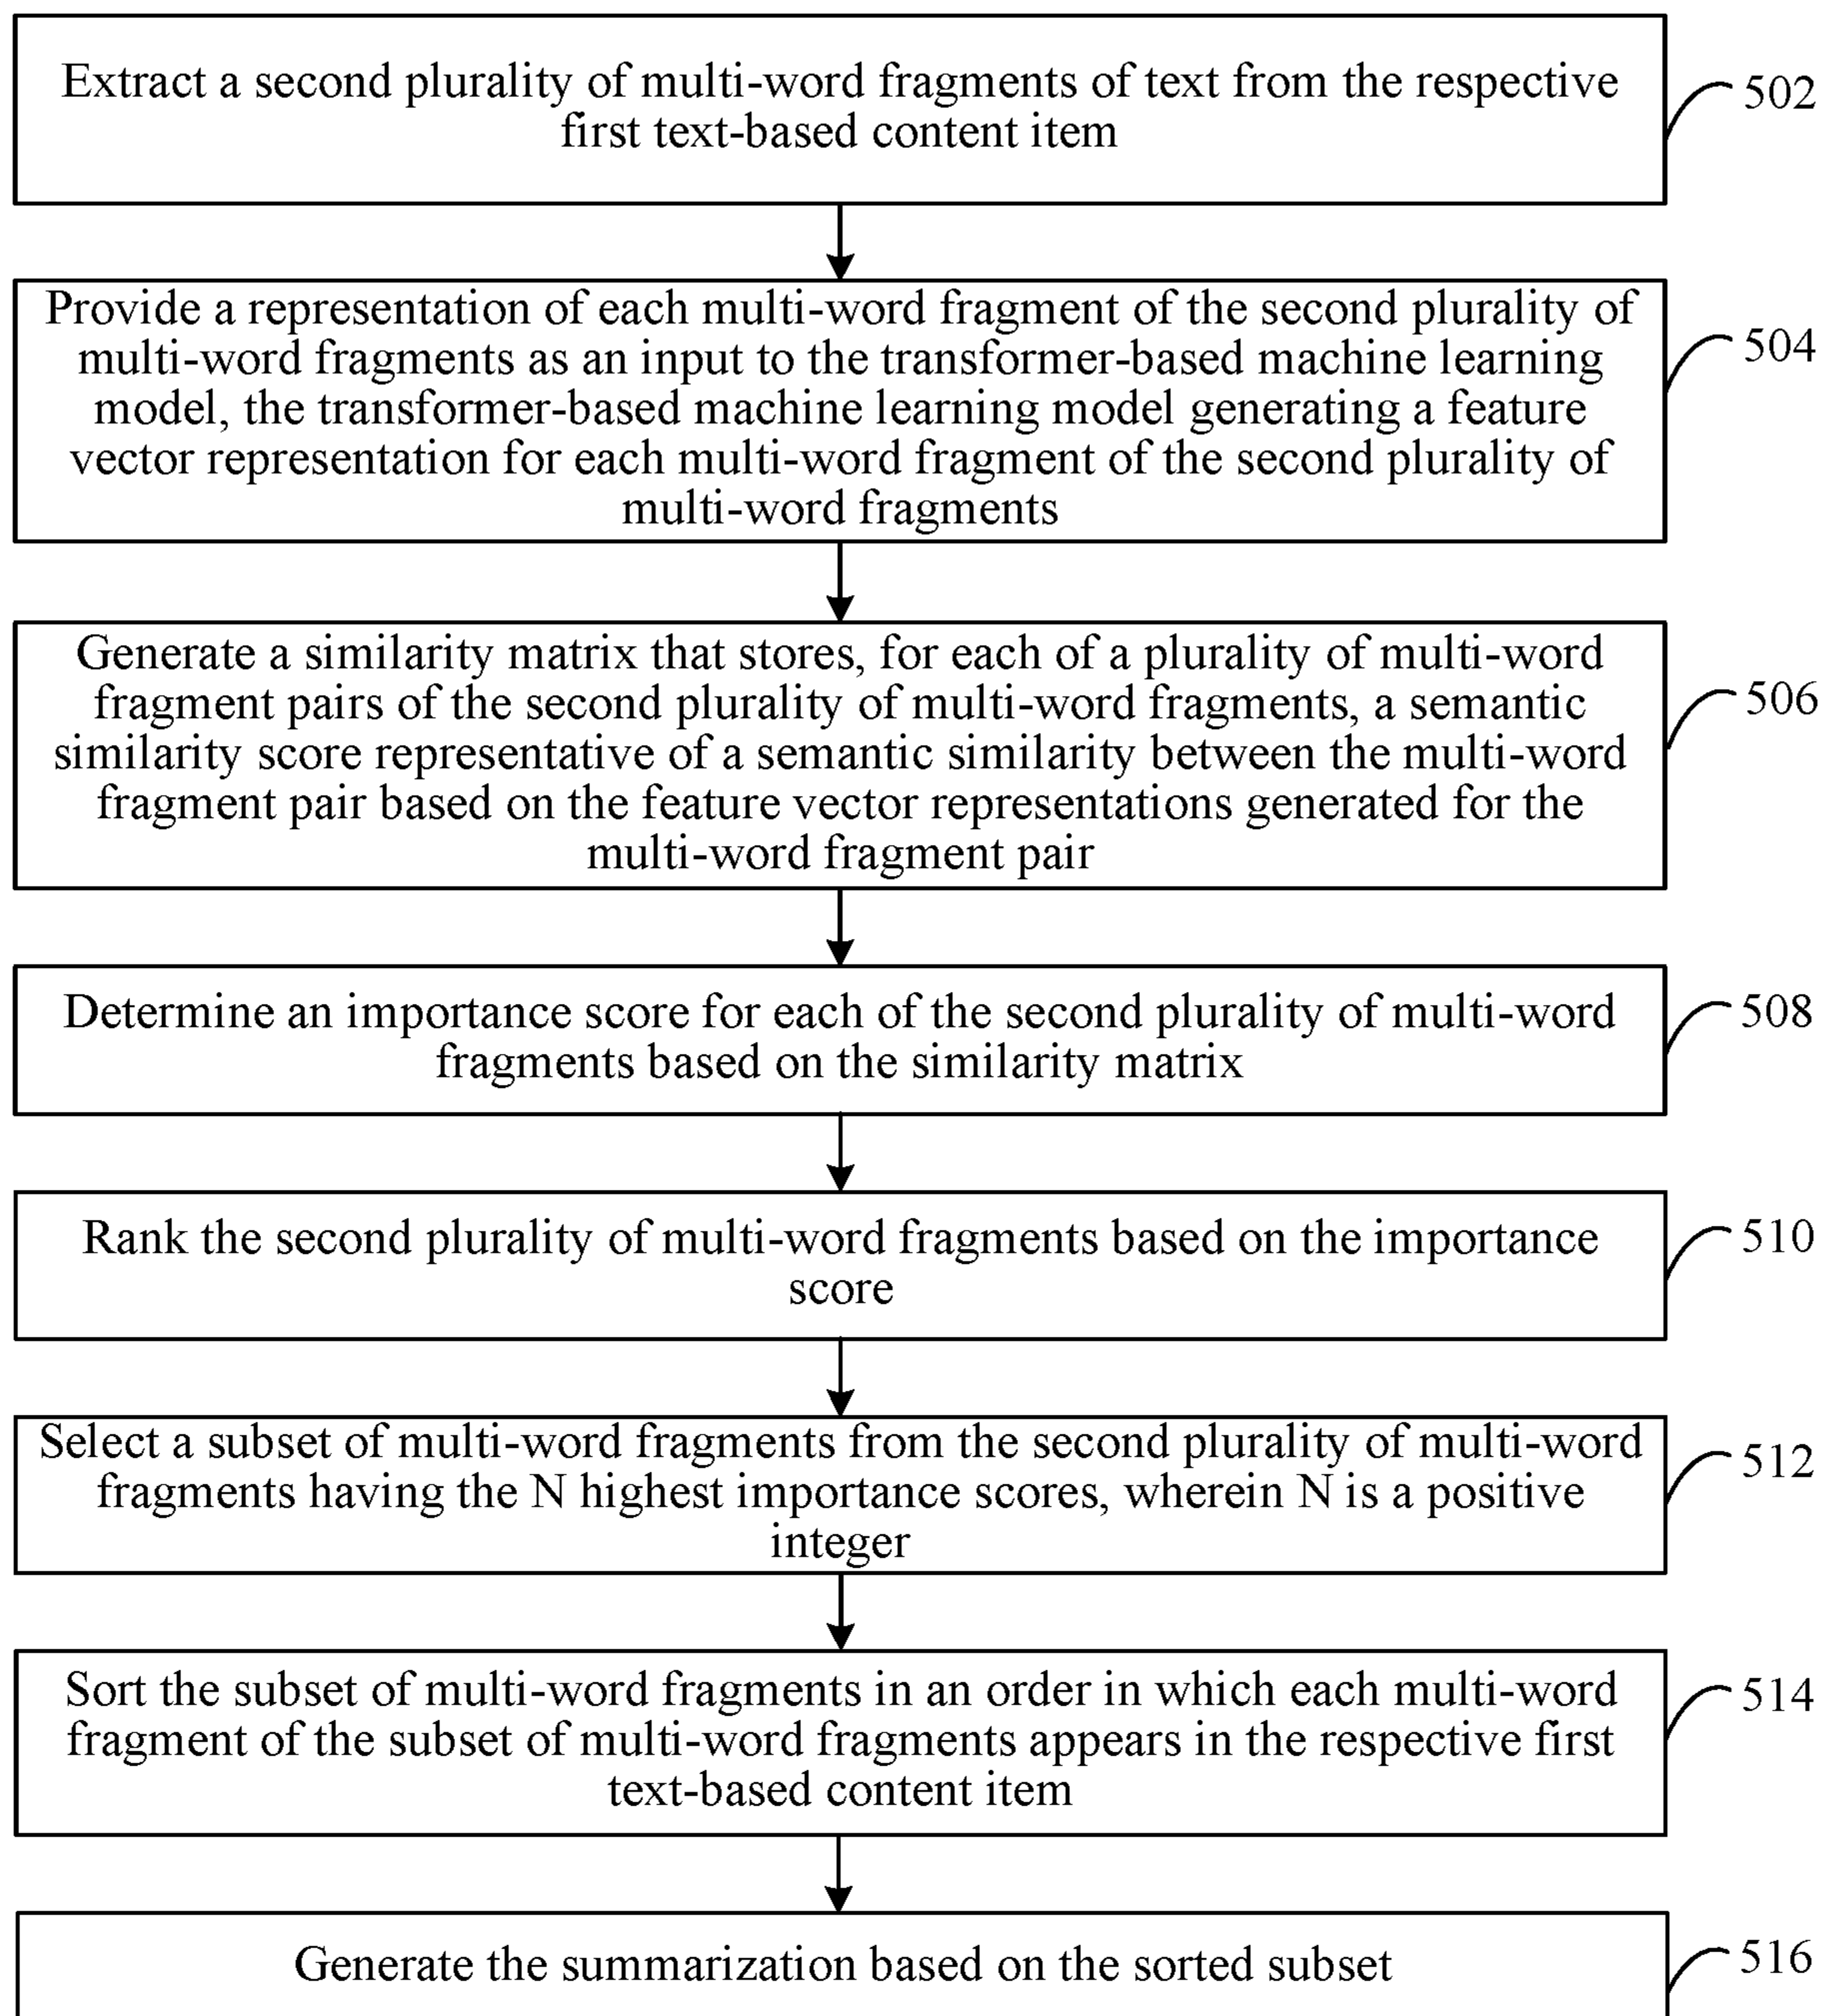 Extract a second plurality of multi-word fragments of text from the respective
first text-based content item
502
Provide a representation of each multi-word fragment of the second plurality of
multi-word fragments as an input to the transformer-based machine learning
model, the transformer-based machine learning model generating a feature
vector representation for each multi-word fragment of the second plurality of
multi-word fragments
504
Generate a similarity matrix that stores, for each of a plurality of multi-word
fragment pairs of the second plurality of multi-word fragments, a semantic
similarity score representative of a semantic similarity between the multi-word
fragment pair based on the feature vector representations generated for the
multi-word fragment pair
506
Determine an importance score for each of the second plurality of multi-word
fragments based on the similarity matrix
508
Rank the second plurality of multi-word fragments based on the importance
score
510
Select a subset of multi-word fragments from the second plurality of multi-word
fragments having the N highest importance scores, wherein N is a positive
integer
512
Sort the subset of multi-word fragments in an order in which each multi-word
fragment of the subset of multi-word fragments appears in the respective first
text-based content item
514
Generate the summarization based on the sorted subset
516